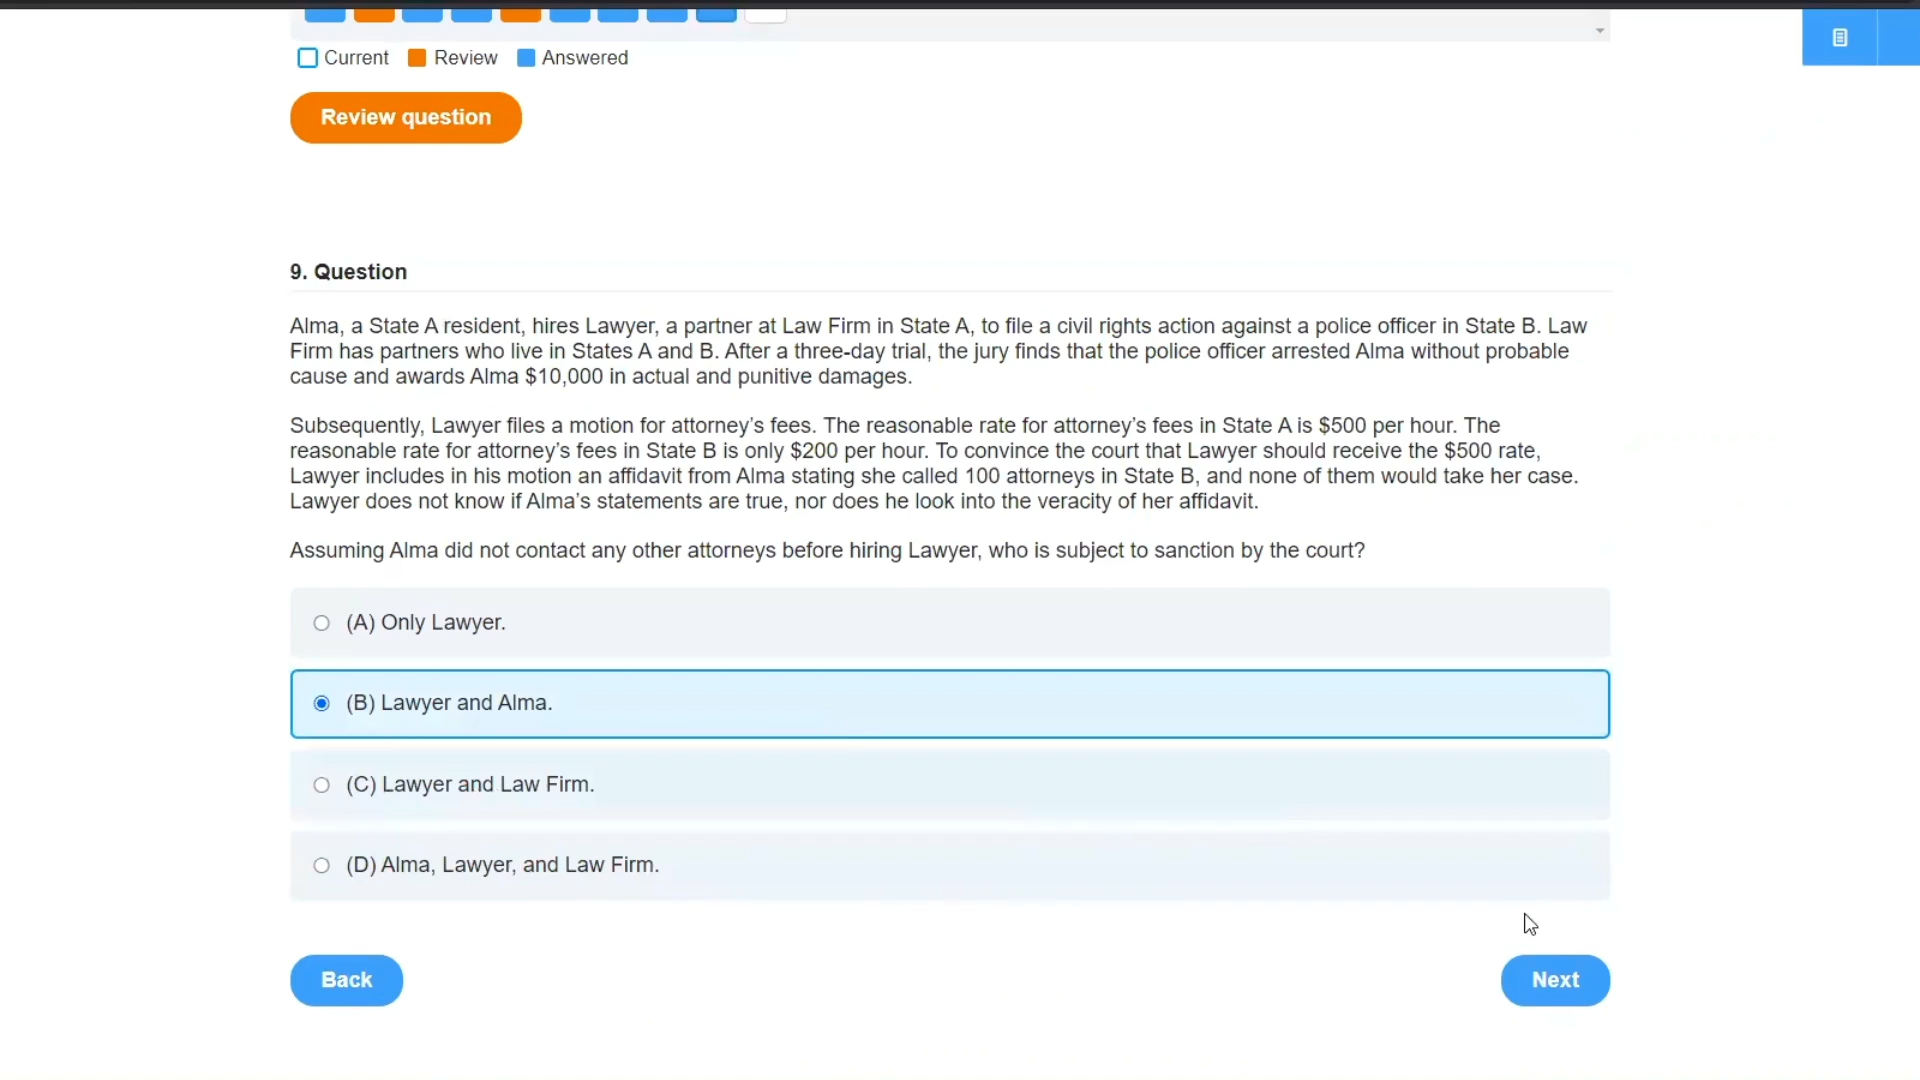 Current Review Answered
Review question
9. Question
Alma, a State A resident, hires Lawyer, a partner at Law Firm in State A, to file a civil rights action against a police officer in State B. Law
Firm has partners who live in States A and B. After a three-day trial, the jury finds that the police officer arrested Alma without probable
cause and awards Alma $10,000 in actual and punitive damages.
Subsequently, Lawyer files a motion for attorney’s fees. The reasonable rate for attorney’s fees in State A is $500 per hour. The
reasonable rate for attorney’s fees in State B is only $200 per hour. To convince the court that Lawyer should receive the $500 rate,
Lawyer includes in his motion an affidavit from Alma stating she called 100 attorneys in State B, and none of them would take her case.
Lawyer does not know if Alma’s statements are true, nor does he look into the veracity of her affidavit.
Assuming Alma did not contact any other attorneys before hiring Lawyer, who is subject to sanction by the court?
(A) Only Lawyer.
(B) Lawyer and Alma.
(C) Lawyer and Law Firm.
(D) Alma, Lawyer, and Law Firm.
Back Next